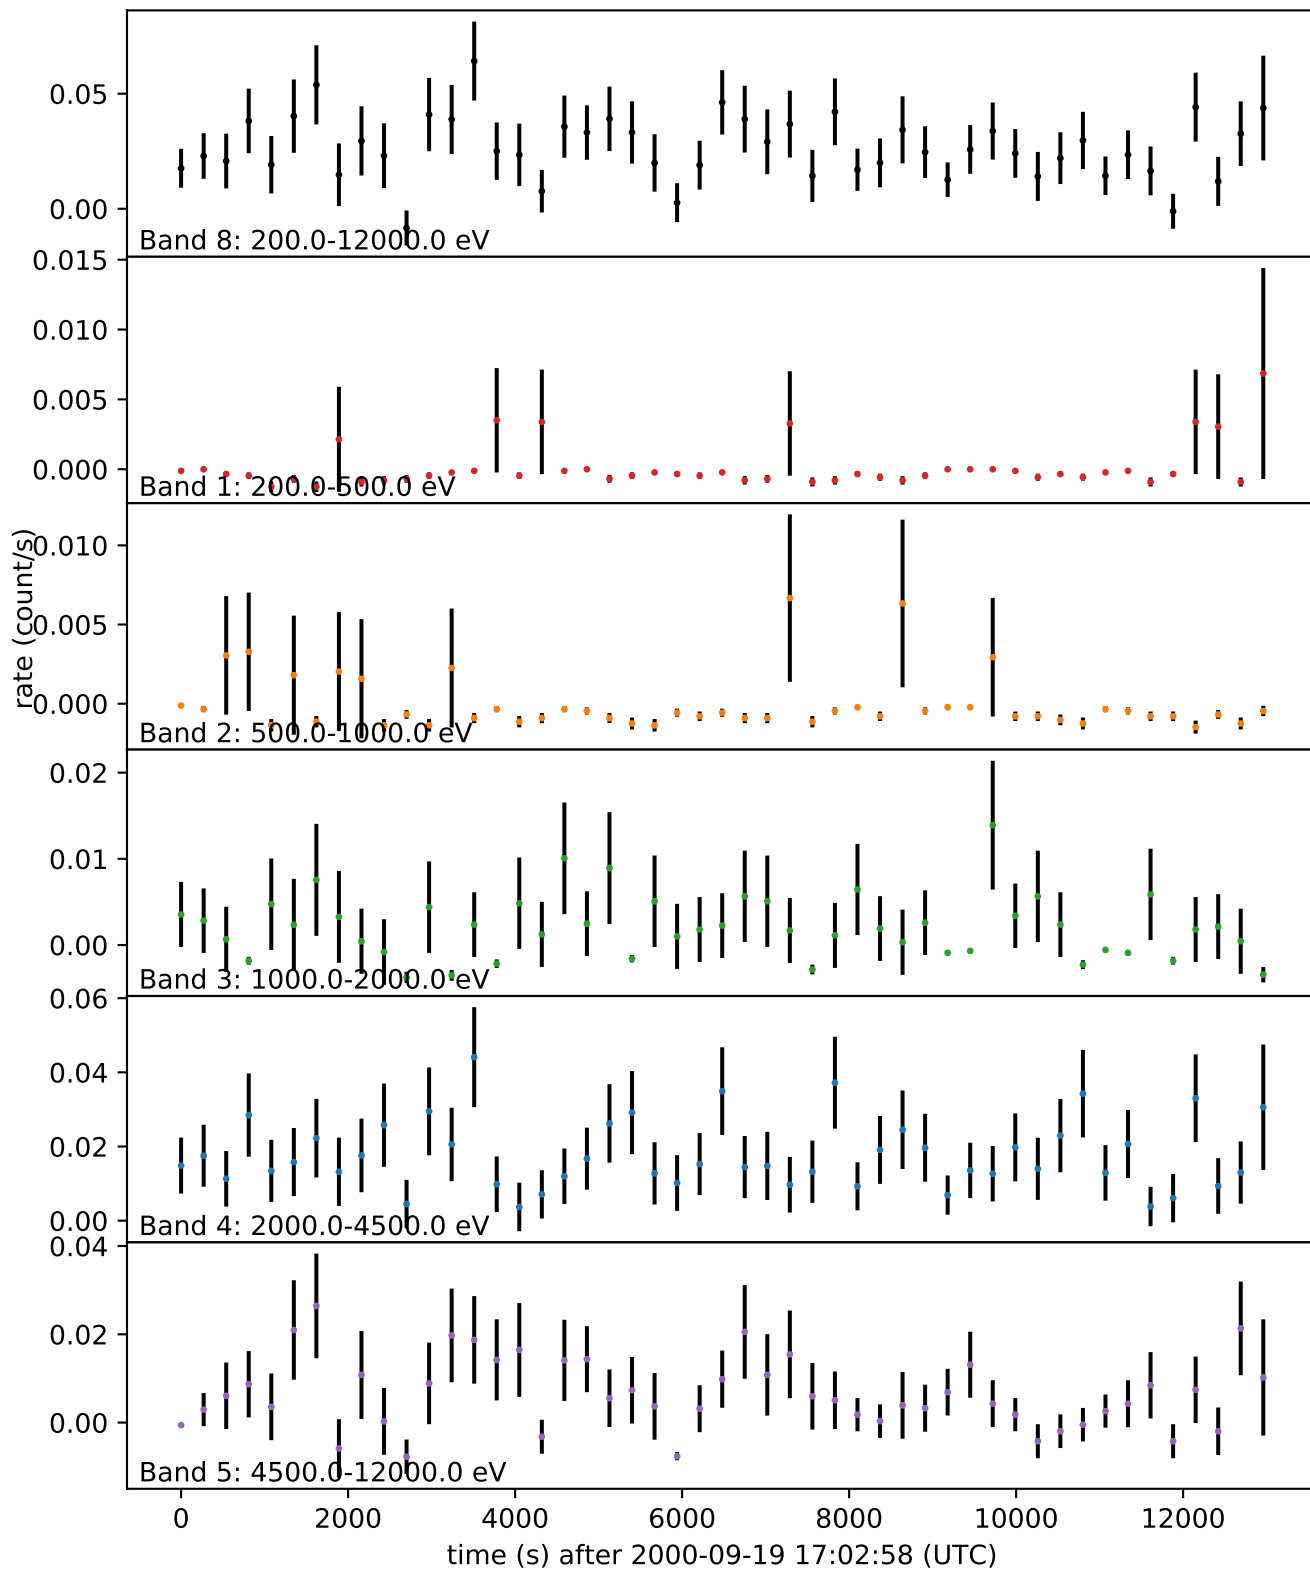 0.05
0.00
Band 8: 200.0-12000.0 eV
0.015
0.010
0.005
0.000
Band 1: 200.0-500.0 eV
rate (count/s)
0.010
0.005
0.000
Band 2: 500.0-1000.0 eV
0.02
0.01
0.00
Band 3: 1000.0-2000.0 eV
0.06
0.04
0.02
0.00
Band 4: 2000.0-4500.0 eV
0.04
0.02
0.00
Band 5: 4500.0-12000.0 eV
0 2000 4000 6000 8000 10000 12000
time (s) after 2000-09-19 17:02:58 (UTC)